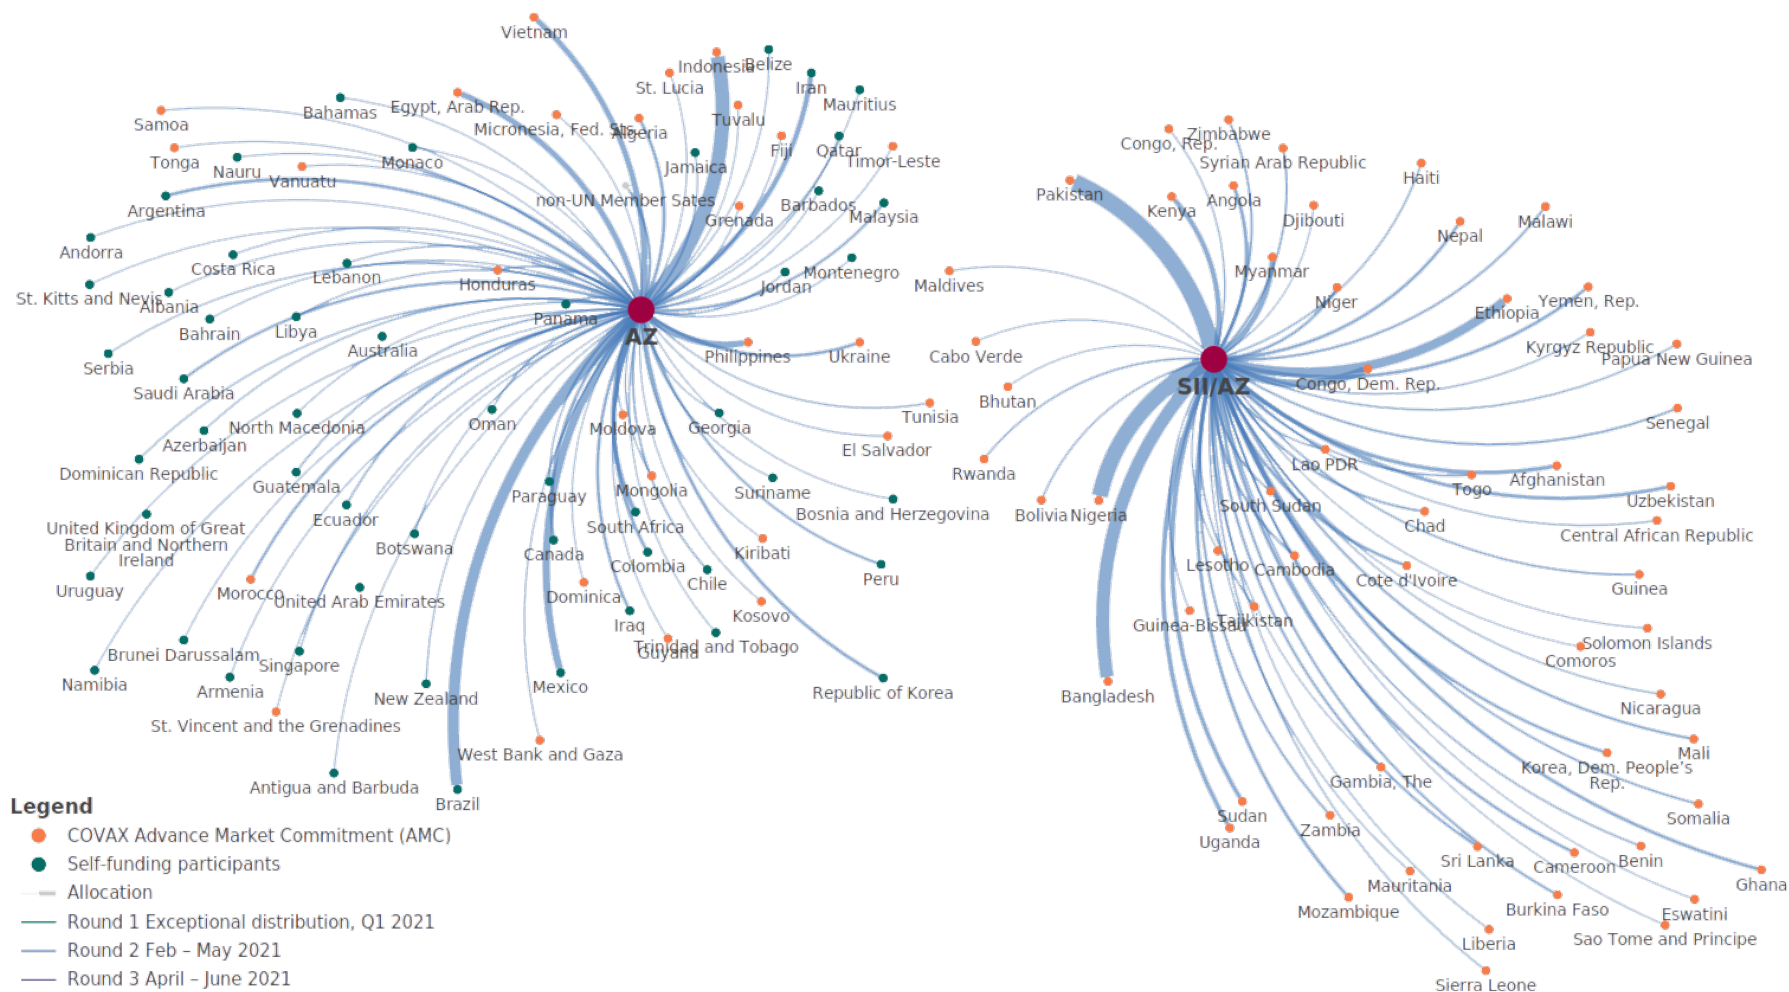 Vietnam
Indonesia
Belize
St. Lucia
Iran
Egypt, Arab Rep.
Bahamas
Mauritius
Tuvalu
Samoa
Micronesia, Fed. Sts.
Algeria
Zimbabwe
Congo, Rep.
Fiji
Qatar
Tonga
Monaco
Timor-Leste
Syrian Arab Republic
Jamaica
Nauru
Vanuatu
Haiti
Pakistan
non-UN Member Sates
Angola
Barbados
Argentina
Kenya
Grenada
Malaysia
Djibouti
Malawi
Nepal
Andorra
Costa Rica
Lebanon
Montenegro
Myanmar
Honduras
Jordan
Maldives
St. Kitts and Nevis
Albania
Niger
Yemen, Rep.
Ethiopia
Bahrain
Libya
Panama
AZ
Australia
Philippines
Ukraine
Cabo Verde
Kyrgyz Republic
Papua New Guinea
Serbia
Saudi Arabia
SII/AZ
Congo, Dem. Rep.
Bhutan
Tunisia
North Macedonia
Oman
Moldova
Georgia
Senegal
Azerbaijan
El Salvador
Dominican Republic
Rwanda
Lao PDR
Guatemala
Paraguay
Mongolia
Suriname
Togo
Afghanistan
Uzbekistan
Ecuador
South Africa
Bosnia and Herzegovina
Bolivia
Nigeria
South Sudan
Chad
United Kingdom of Great
Britain and Northern
Ireland
Botswana
Canada
Colombia
Kiribati
Central African Republic
Lesotho
Cambodia
Cote d'Ivoire
Uruguay
Morocco
United Arab Emirates
Dominica
Chile
Peru
Guinea
Iraq
Kosovo
Guinea-Bissau
Tajikistan
Trinidad and Tobago
Guyana
Solomon Islands
Comoros
Brunei Darussalam
Singapore
Namibia
Armenia
New Zealand
Mexico
Republic of Korea
Bangladesh
Nicaragua
St. Vincent and the Grenadines
West Bank and Gaza
Mali
Korea, Dem. People’s
Rep.
Gambia, The
Antigua and Barbuda
Brazil
Sudan
Uganda
Zambia
Somalia
Sri Lanka
Cameroon
Benin
Mauritania
Ghana
Mozambique
Burkina Faso
Eswatini
Liberia
Sao Tome and Principe
Sierra Leone
Legend
COVAX Advance Market Commitment (AMC)
Self-funding participants
Allocation
Round 1 Exceptional distribution, Q1 2021
Round 2 Feb – May 2021
Round 3 April – June 2021